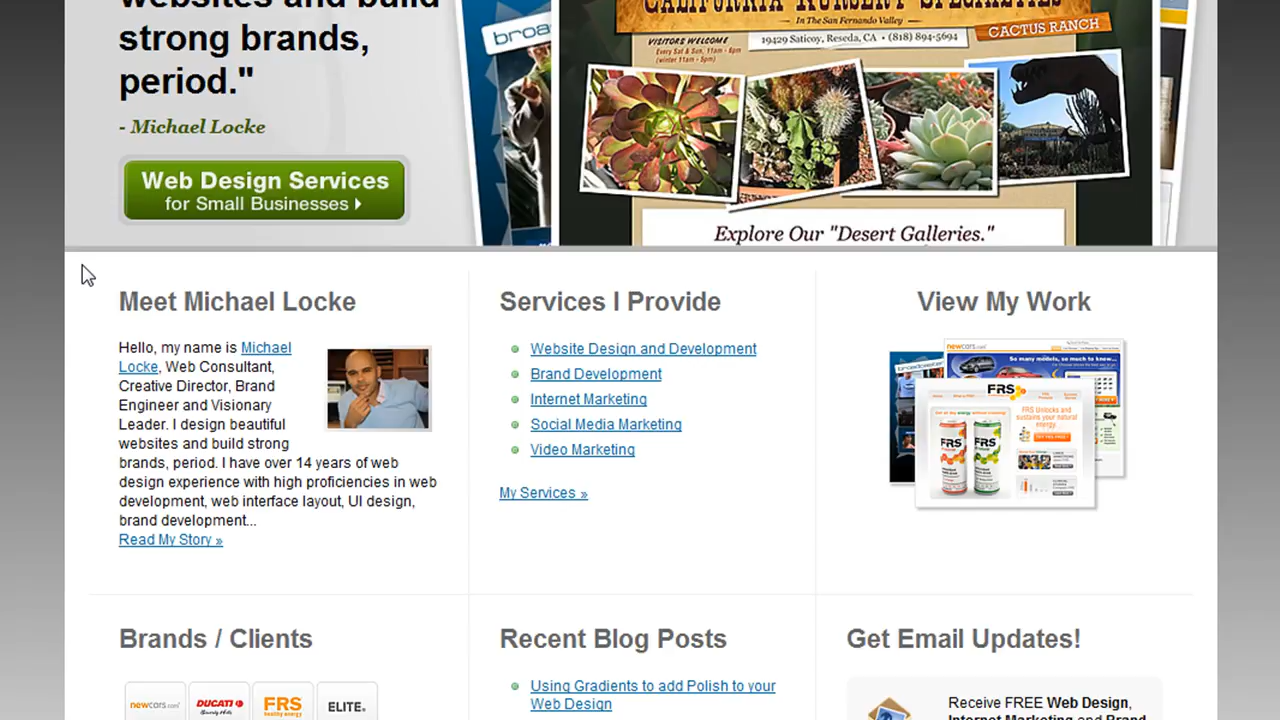 websites and build
strong brands,
period."
- Michael Locke
Web Design Services
for Small Businesses
broa
CALIFORNIA NURSERY SPECIALTIES
In The San Fernando Valley
VISITORS WELCOME
Every Sat & Sun, 11am - 6pm
(winter 11am - 5pm)
19429 Saticoy, Reseda, CA • (818) 894-5694
CACTUS RANCH
Explore Our "Desert Galleries."
Meet Michael Locke
Hello, my name is Michael
Locke, Web Consultant,
Creative Director, Brand
Engineer and Visionary
Leader. I design beautiful
websites and build strong
brands, period. I have over 14 years of web
design experience with high proficiencies in web
development, web interface layout, UI design,
brand development...
Read My Story »
Services I Provide
Website Design and Development
Brand Development
Internet Marketing
Social Media Marketing
Video Marketing
My Services »
View My Work
broadcaster
newcars.com
So many models, so much to know...
FRS
FRS Unlocks and
sustains your natural
energy.
FRS
FRS
Brands / Clients
newcars.com
DUCATI
Beverly Hills
FRS
healthy energy
ELITE.
Recent Blog Posts
Using Gradients to add Polish to your
Web Design
Get Email Updates!
Receive FREE Web Design,
Internet Marketing and Brand